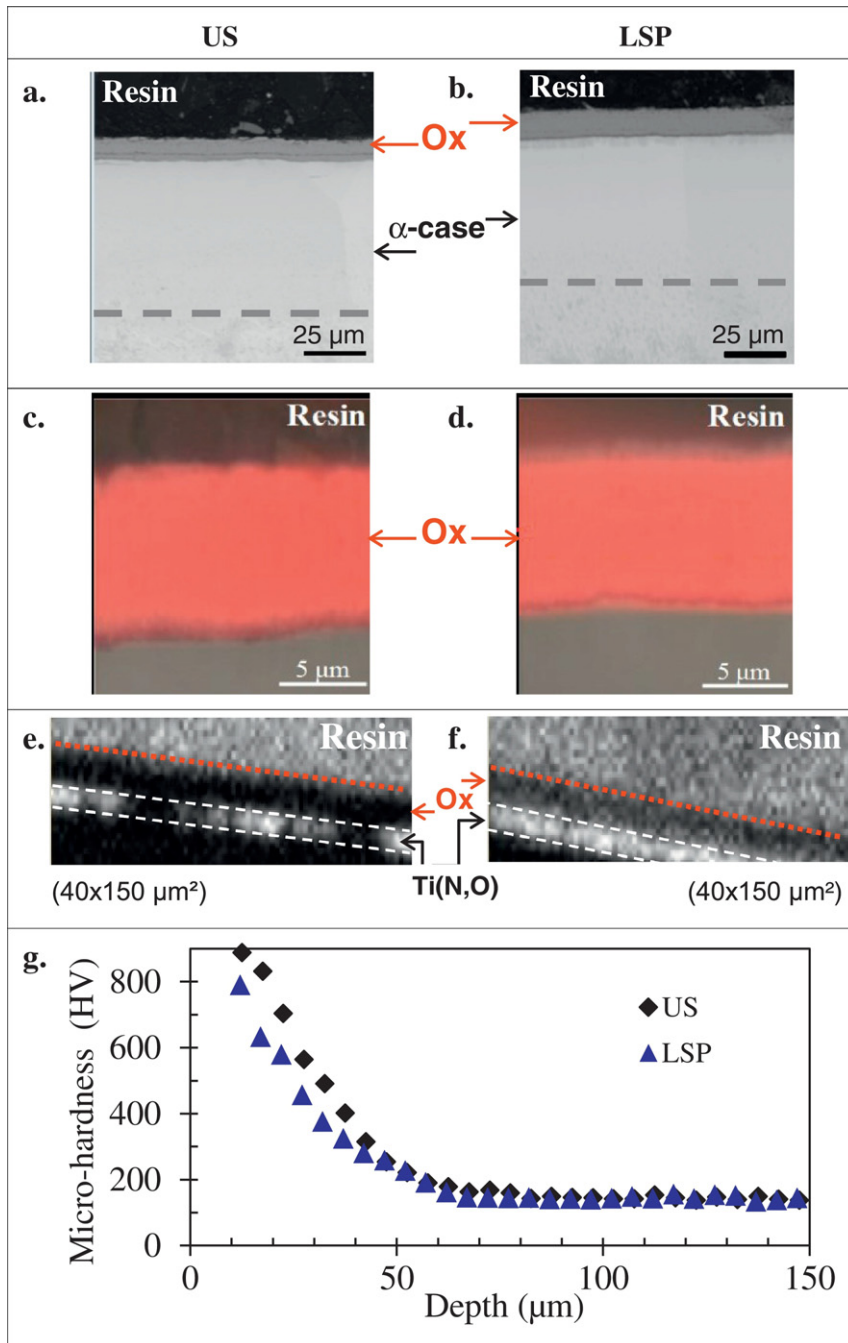 US LSP
a. Resin b. Resin
Ox
α-case
25 μm 25 μm
c. Resin d. Resin
Ox
5 μm 5 μm
e. Resin f. Resin
Ox
Ti(N,O)
(40x150 μm²) (40x150 μm²)
g.
Micro-hardness (HV)
800
600
400
200
0
US
LSP
0 50 100 150
Depth (μm)